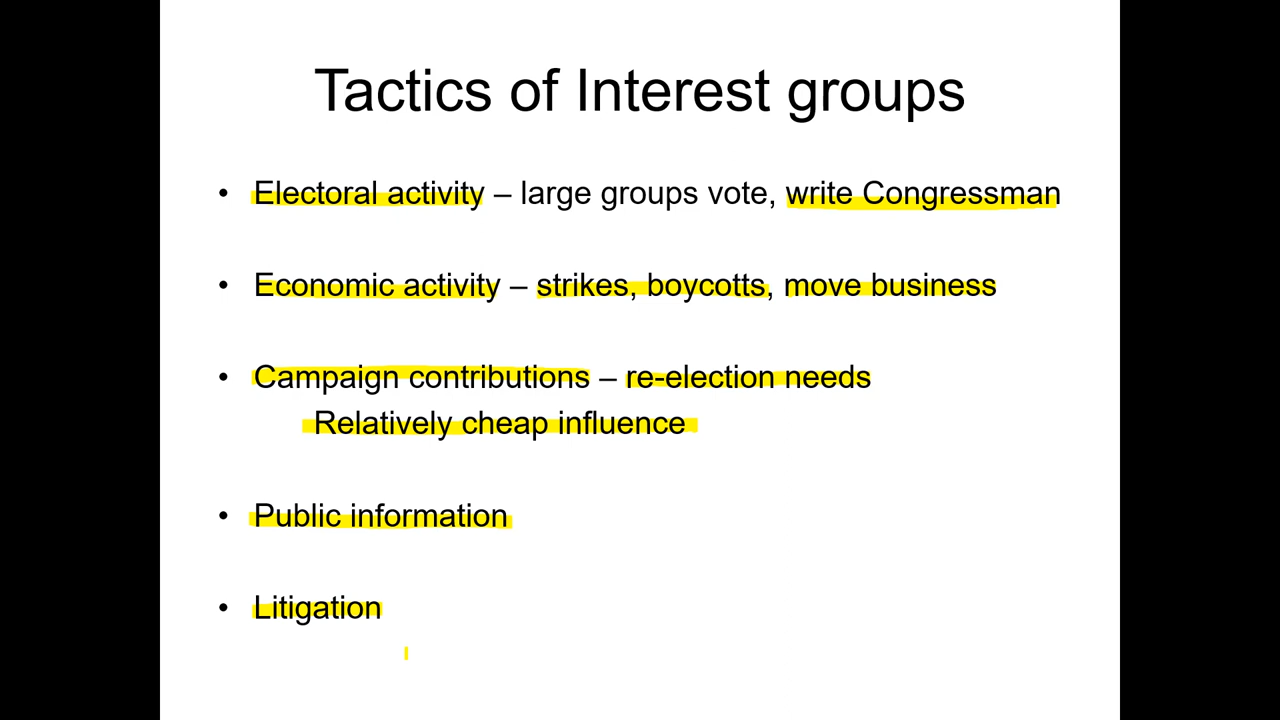 Tactics of Interest groups
• Electoral activity – large groups vote, write Congressman
• Economic activity – strikes, boycotts, move business
• Campaign contributions – re-election needs
Relatively cheap influence
• Public information
• Litigation